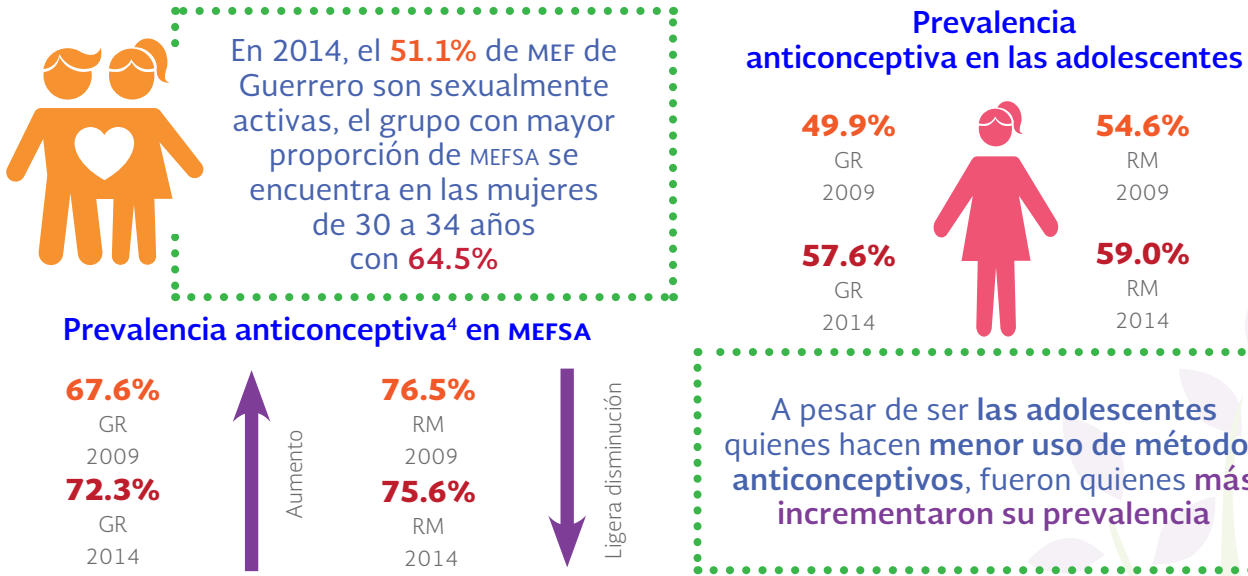 En 2014, el 51.1% de MEF de
Guerrero son sexualmente
activas, el grupo con mayor
proporción de MEFSA se
encuentra en las mujeres
de 30 a 34 años
con 64.5%
Prevalencia anticonceptiva⁴ en MEFSA
67.6%
GR
2009
72.3%
GR
2014
Aumento
76.5%
RM
2009
75.6%
RM
2014
Ligera disminución
Prevalencia
anticonceptiva en las adolescentes
49.9%
GR
2009
57.6%
GR
2014
54.6%
RM
2009
59.0%
RM
2014
A pesar de ser las adolescentes
quienes hacen menor uso de método
anticonceptivos, fueron quienes más
incrementaron su prevalencia